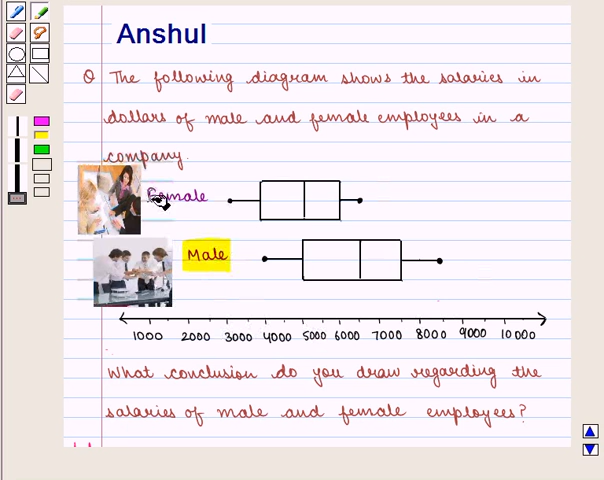 Anshul
Q The following diagram shows the salaries in
dollars of male and female employees in a
company.
Female
Male
1000 2000 3000 4000 5000 6000 7000 8000 9000 10 000
What conclusion do you draw regarding the
salaries of male and female employees?